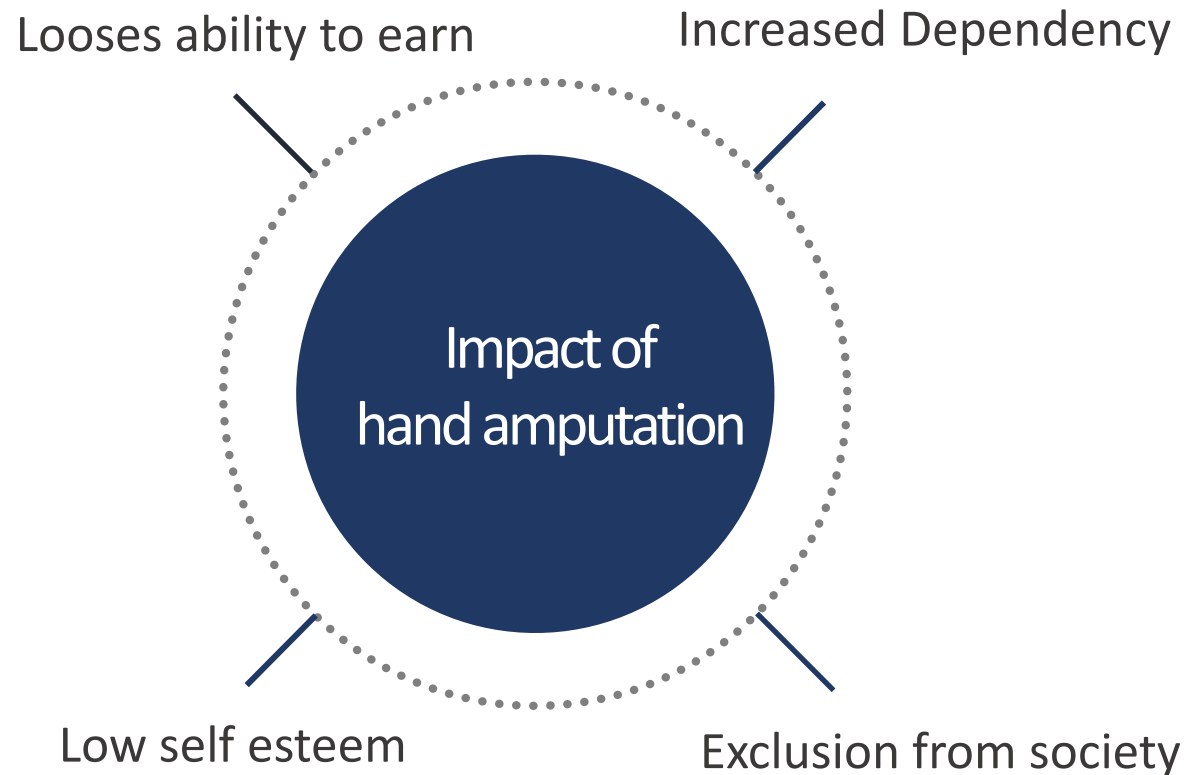 Looses ability to earn
Increased Dependency
Impact of
hand amputation
Low self esteem
Exclusion from society